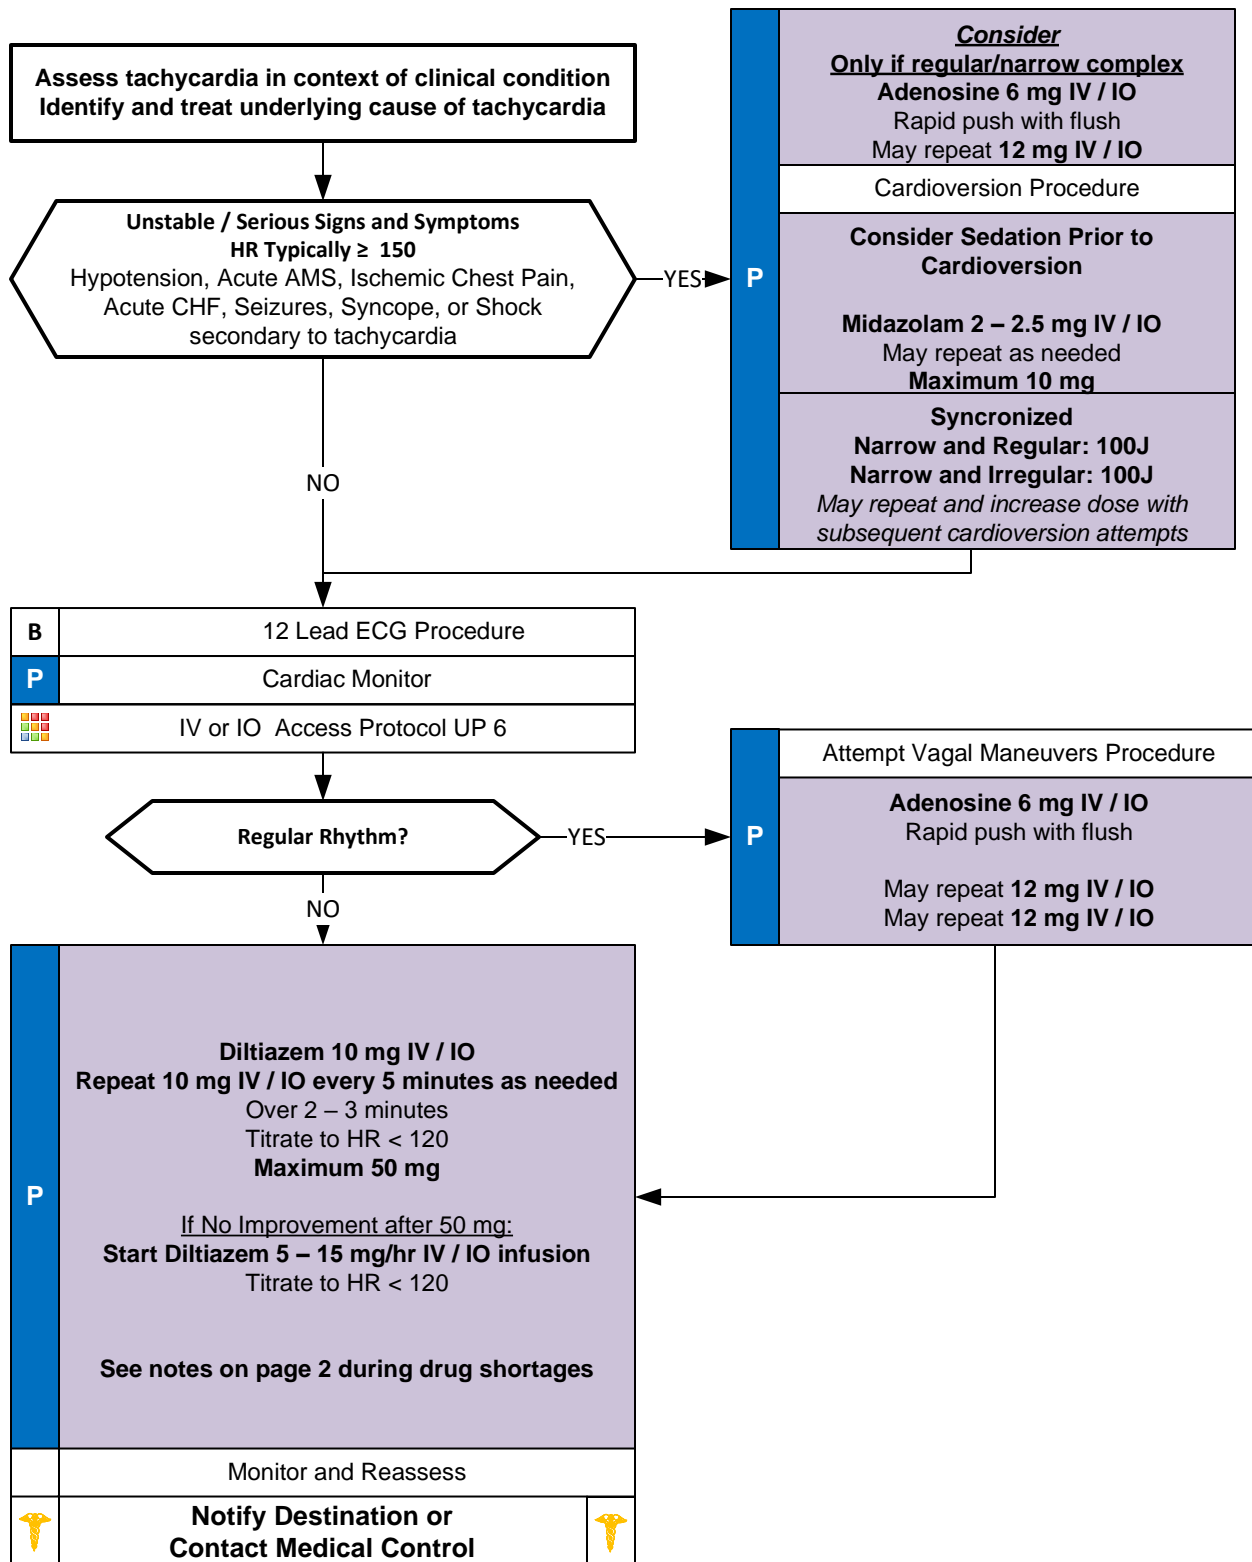 Assess tachycardia in context of clinical condition
Identify and treat underlying cause of tachycardia
Unstable / Serious Signs and Symptoms
HR Typically ≥ 150
Hypotension, Acute AMS, Ischemic Chest Pain,
Acute CHF, Seizures, Syncope, or Shock
secondary to tachycardia
YES
P
Consider
Only if regular/narrow complex
Adenosine 6 mg IV / IO
Rapid push with flush
May repeat 12 mg IV / IO
Cardioversion Procedure
Consider Sedation Prior to
Cardioversion
Midazolam 2 – 2.5 mg IV / IO
May repeat as needed
Maximum 10 mg
Syncronized
Narrow and Regular: 100J
Narrow and Irregular: 100J
May repeat and increase dose with
subsequent cardioversion attempts
NO
B
12 Lead ECG Procedure
P
Cardiac Monitor
IV or IO Access Protocol UP 6
Regular Rhythm?
YES
P
Attempt Vagal Maneuvers Procedure
Adenosine 6 mg IV / IO
Rapid push with flush
May repeat 12 mg IV / IO
May repeat 12 mg IV / IO
NO
P
Diltiazem 10 mg IV / IO
Repeat 10 mg IV / IO every 5 minutes as needed
Over 2 – 3 minutes
Titrate to HR < 120
Maximum 50 mg
If No Improvement after 50 mg:
Start Diltiazem 5 – 15 mg/hr IV / IO infusion
Titrate to HR < 120
See notes on page 2 during drug shortages
Monitor and Reassess
Notify Destination or
Contact Medical Control